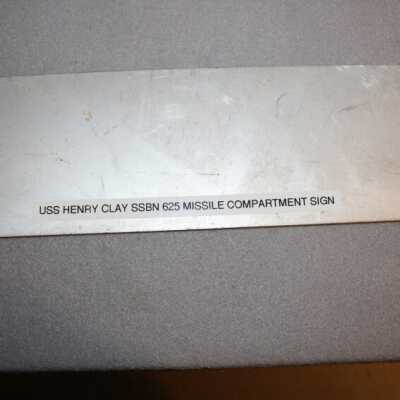 USS HENRY CLAY SSBN 625 MISSILE COMPARTMENT SIGN